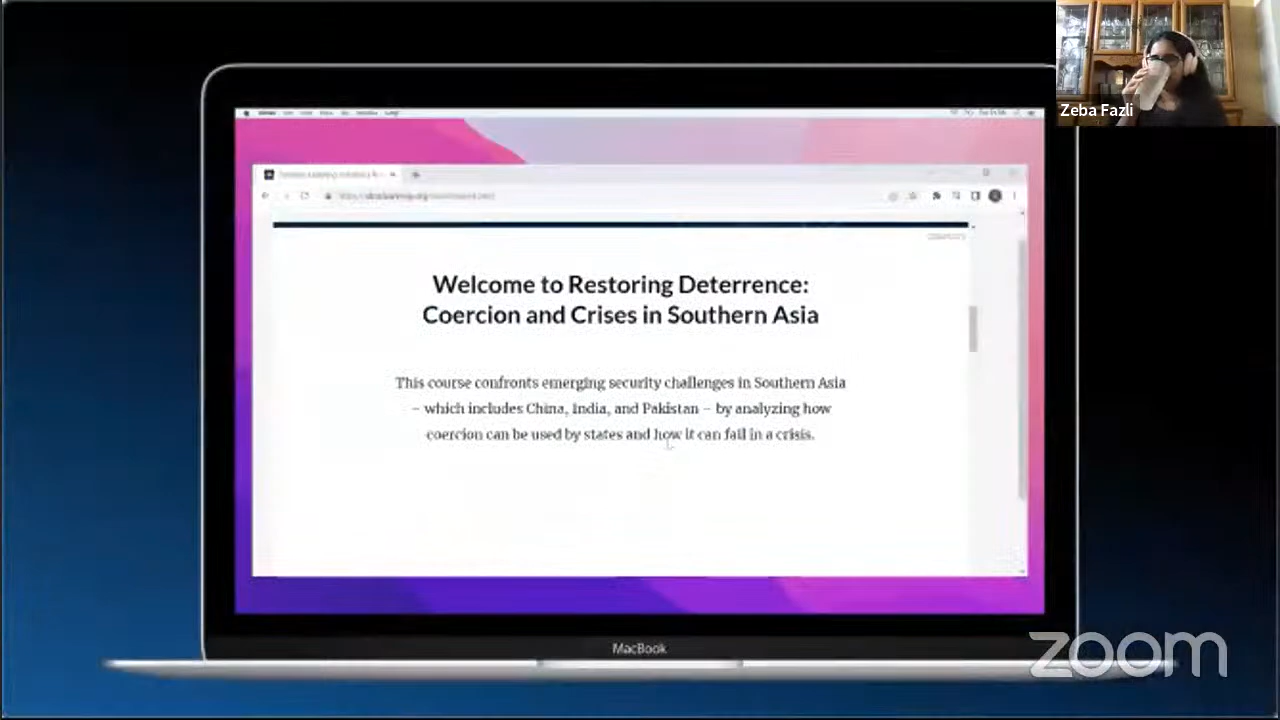 Zeba Fazli
Welcome to Restoring Deterrence:
Coercion and Crises in Southern Asia
This course confronts emerging security challenges in Southern Asia
– which includes China, India, and Pakistan – by analyzing how
coercion can be used by states and how it can fail in a crisis.
MacBook
zoom